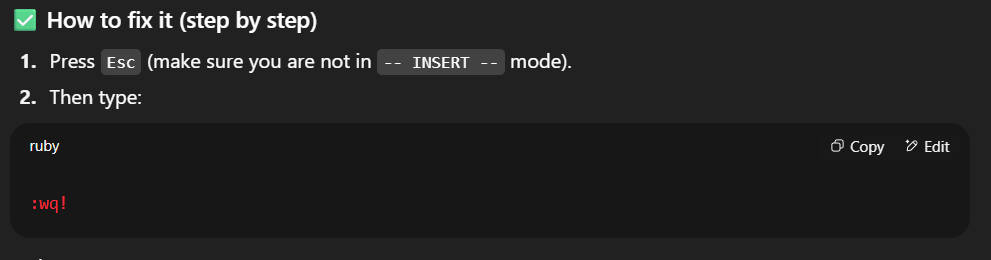 ✅ How to fix it (step by step)
1. Press Esc (make sure you are not in -- INSERT -- mode).
2. Then type:
ruby Copy Edit
:wq!